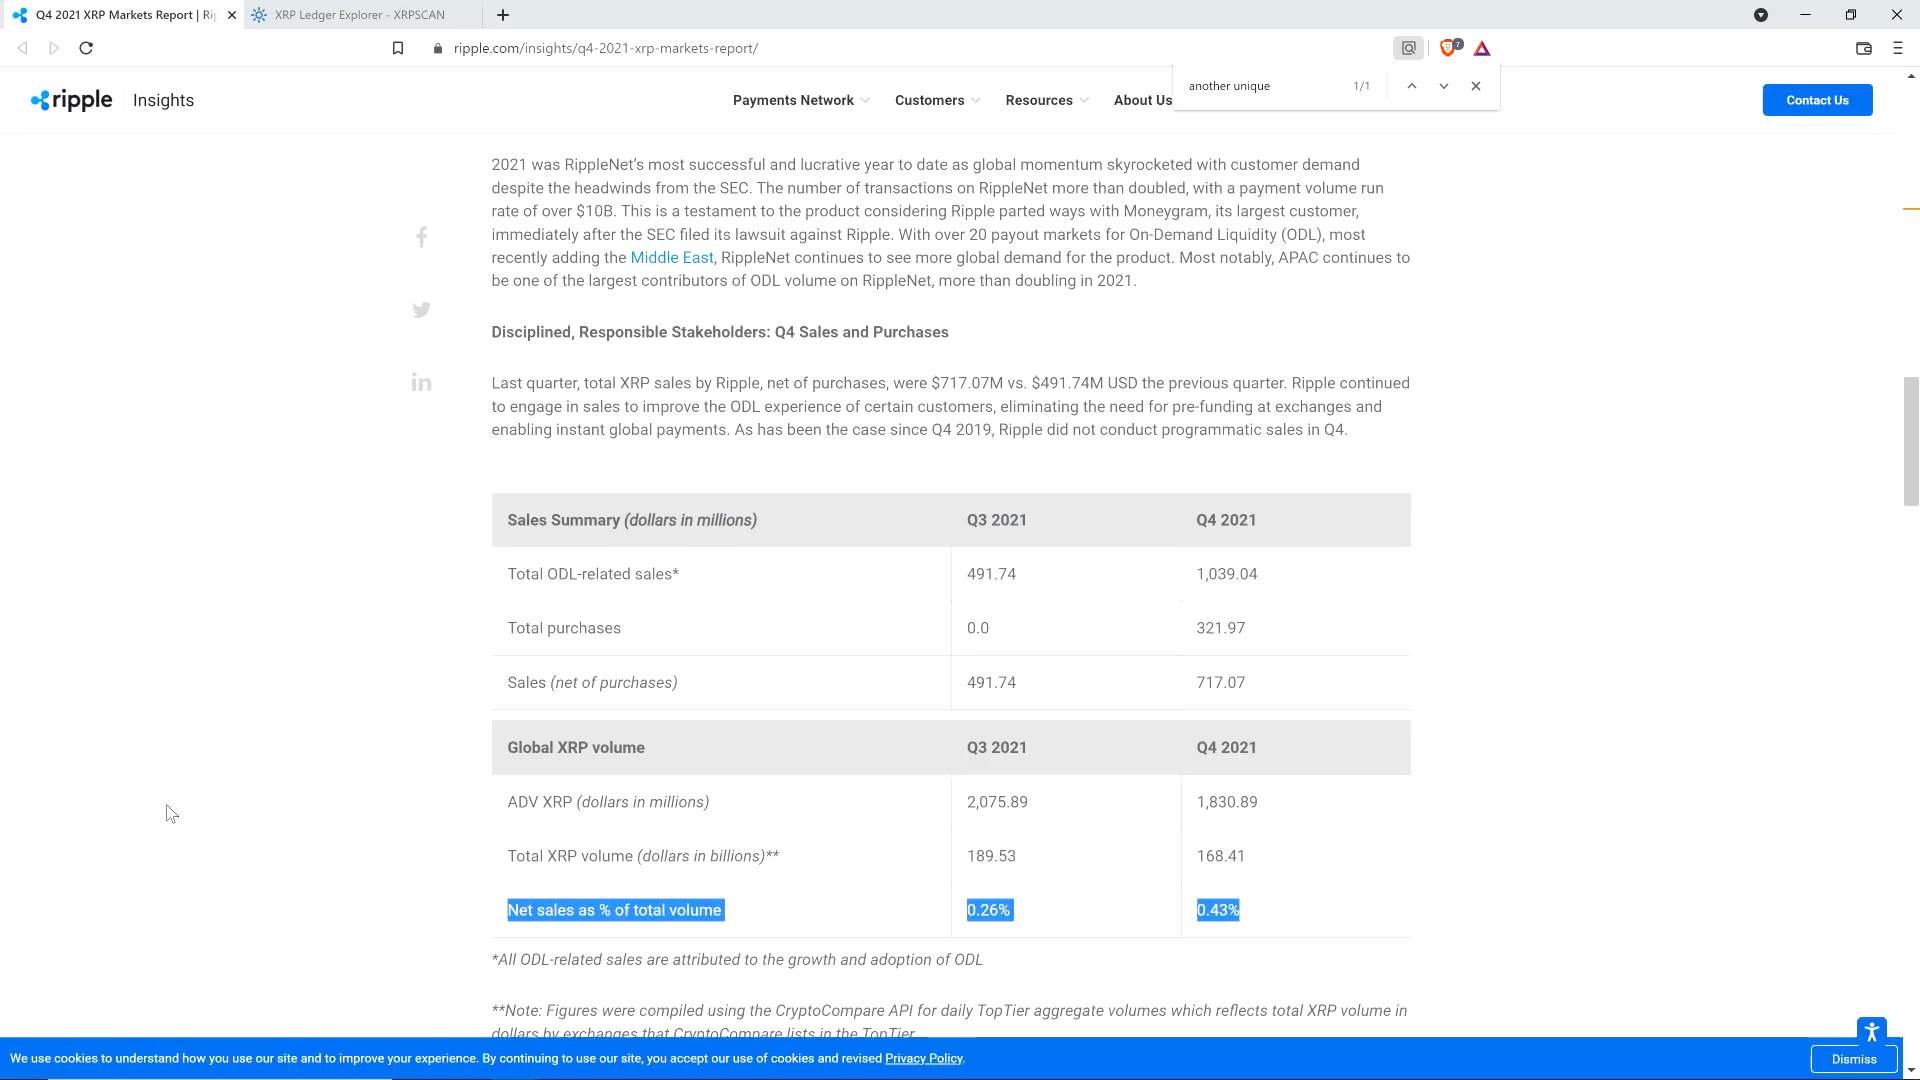 Q4 2021 XRP Markets Report | Rip
XRP Ledger Explorer - XRPSCAN
ripple.com/insights/q4-2021-xrp-markets-report/
7
another unique
1/1
ripple
Insights
Payments Network
Customers
Resources
About Us
Contact Us
2021 was RippleNet’s most successful and lucrative year to date as global momentum skyrocketed with customer demand
despite the headwinds from the SEC. The number of transactions on RippleNet more than doubled, with a payment volume run
rate of over $10B. This is a testament to the product considering Ripple parted ways with Moneygram, its largest customer,
immediately after the SEC filed its lawsuit against Ripple. With over 20 payout markets for On-Demand Liquidity (ODL), most
recently adding the Middle East, RippleNet continues to see more global demand for the product. Most notably, APAC continues to
be one of the largest contributors of ODL volume on RippleNet, more than doubling in 2021.
Disciplined, Responsible Stakeholders: Q4 Sales and Purchases
Last quarter, total XRP sales by Ripple, net of purchases, were $717.07M vs. $491.74M USD the previous quarter. Ripple continued
to engage in sales to improve the ODL experience of certain customers, eliminating the need for pre-funding at exchanges and
enabling instant global payments. As has been the case since Q4 2019, Ripple did not conduct programmatic sales in Q4.
Sales Summary (dollars in millions) Q3 2021 Q4 2021
Total ODL-related sales* 491.74 1,039.04
Total purchases 0.0 321.97
Sales (net of purchases) 491.74 717.07
Global XRP volume Q3 2021 Q4 2021
ADV XRP (dollars in millions) 2,075.89 1,830.89
Total XRP volume (dollars in billions)** 189.53 168.41
Net sales as % of total volume 0.26% 0.43%
*All ODL-related sales are attributed to the growth and adoption of ODL
**Note: Figures were compiled using the CryptoCompare API for daily TopTier aggregate volumes which reflects total XRP volume in
dollars by exchanges that CryptoCompare lists in the TopTier
We use cookies to understand how you use our site and to improve your experience. By continuing to use our site, you accept our use of cookies and revised Privacy Policy.
Dismiss